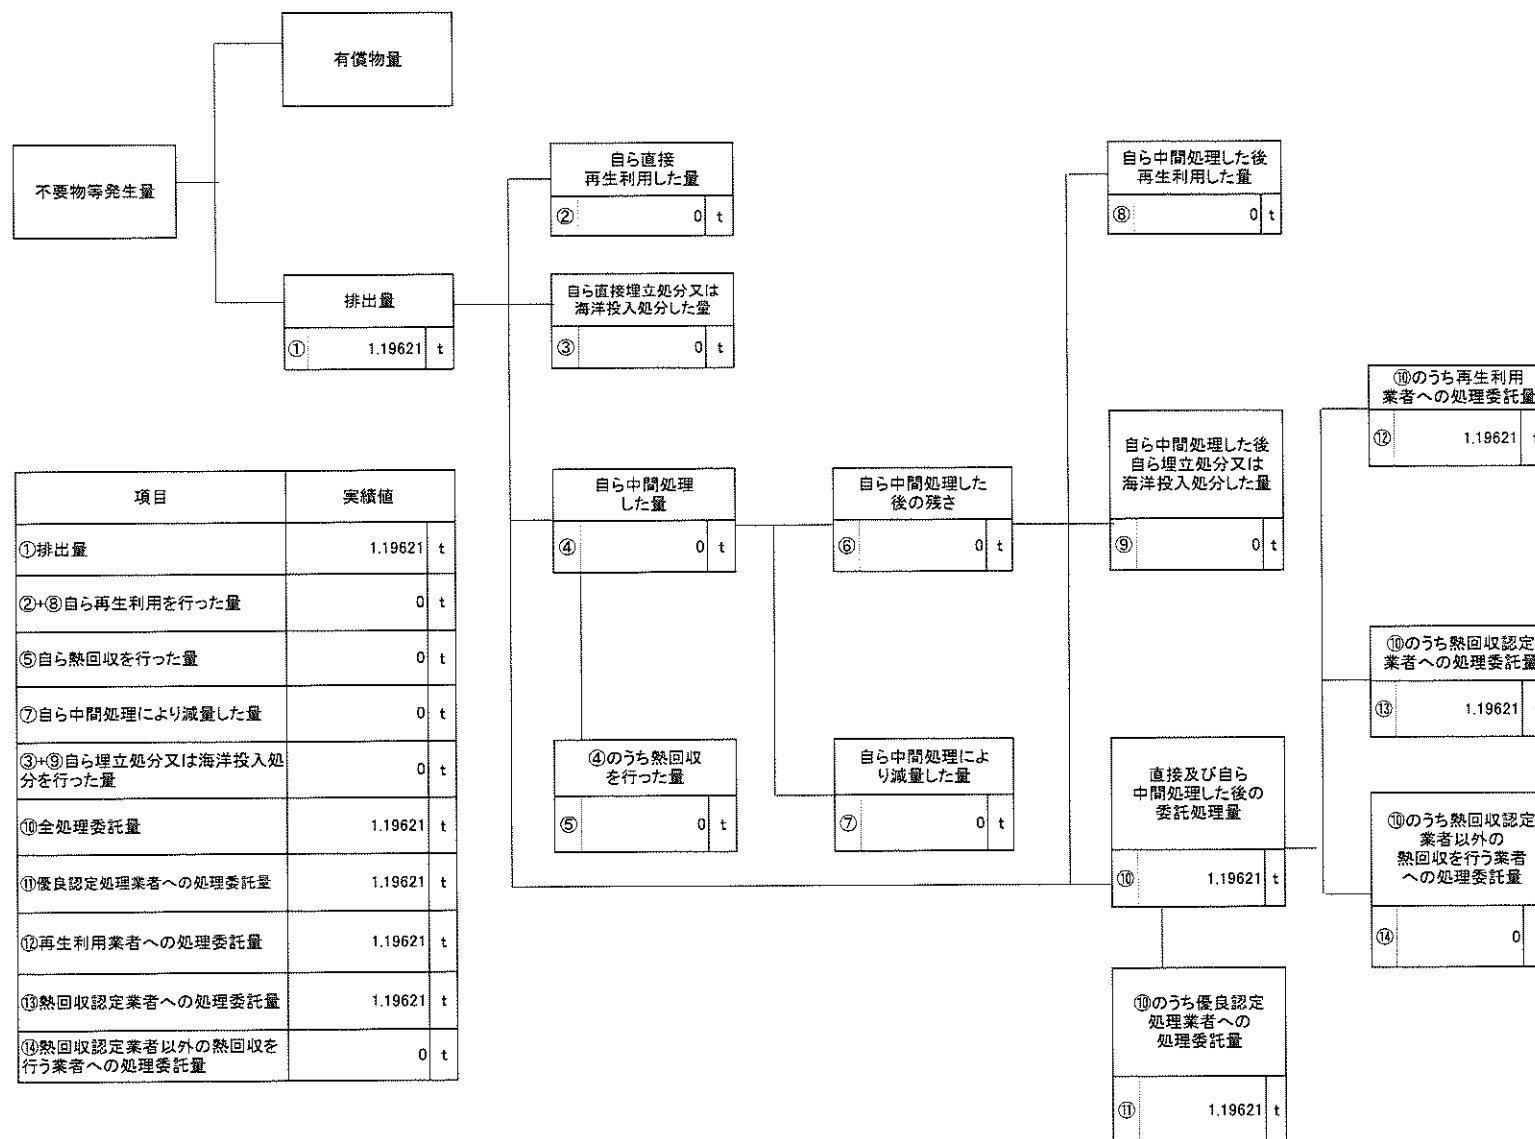 有償物量
不要物等発生量
排出量
① 1.19621 t
自ら直接
再生利用した量
② 0 t
自ら直接埋立処分又は
海洋投入処分した量
③ 0 t
自ら中間処理
した量
④ 0 t
④のうち熱回収
を行った量
⑤ 0 t
自ら中間処理した
後の残さ
⑥ 0 t
自ら中間処理によ
り減量した量
⑦ 0 t
自ら中間処理した後
再生利用した量
⑧ 0 t
自ら中間処理した後
自ら埋立処分又は
海洋投入処分した量
⑨ 0 t
直接及び自ら
中間処理した後の
委託処理量
⑩ 1.19621 t
⑩のうち優良認定
処理業者への
処理委託量
⑪ 1.19621 t
⑩のうち再生利用
業者への処理委託量
⑫ 1.19621
⑩のうち熱回収認定
業者への処理委託量
⑬ 1.19621
⑩のうち熱回収認定
業者以外の
熱回収を行う業者
への処理委託量
⑭ 0
項目 実績値
①排出量 1.19621 t
②+⑧自ら再生利用を行った量 0 t
⑤自ら熱回収を行った量 0 t
⑦自ら中間処理により減量した量 0 t
③+⑨自ら埋立処分又は海洋投入処
分を行った量 0 t
⑩全処理委託量 1.19621 t
⑪優良認定処理業者への処理委託量 1.19621 t
⑫再生利用業者への処理委託量 1.19621 t
⑬熱回収認定業者への処理委託量 1.19621 t
⑭熱回収認定業者以外の熱回収を
行う業者への処理委託量 0 t